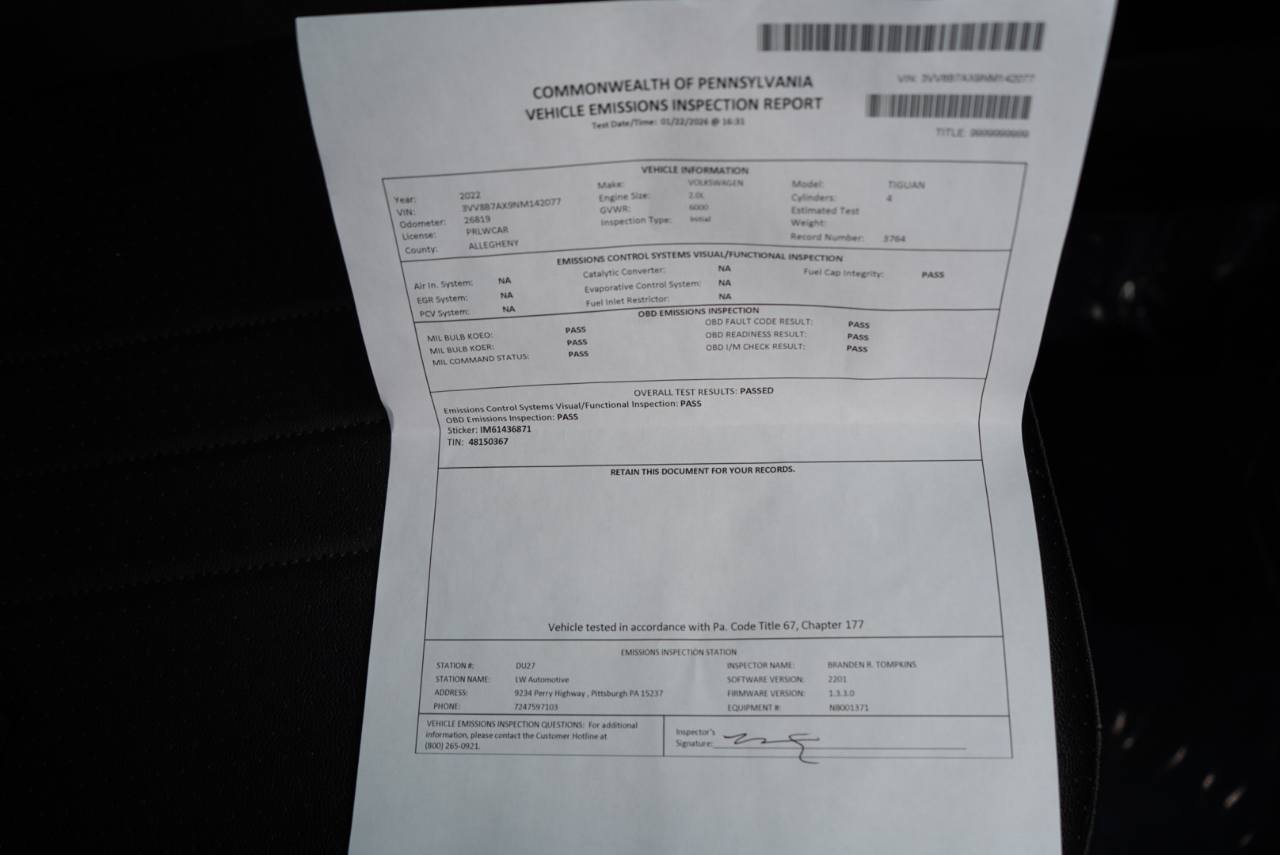 COMMONWEALTH OF PENNSYLVANIA
VEHICLE EMISSIONS INSPECTION REPORT
Test Date/Time: 01/22/2026 @ 16:31
VIN: 3VV8B7AX9NM142077
TITLE: 9999999999
VEHICLE INFORMATION
Year: 2022 Make: VOLKSWAGEN Model: TIGUAN
VIN: 3VV8B7AX9NM142077 Engine Size: 2.0L Cylinders: 4
Odometer: 26819 GVWR: 6000 Estimated Test Weight:
License: PRLWCAR Inspection Type: Initial
County: ALLEGHENY Record Number: 3764
EMISSIONS CONTROL SYSTEMS VISUAL/FUNCTIONAL INSPECTION
Air In. System: NA Catalytic Converter: NA Fuel Cap Integrity: PASS
EGR System: NA Evaporative Control System: NA
PCV System: NA Fuel Inlet Restrictor: NA
OBD EMISSIONS INSPECTION
MIL BULB KOEO: PASS OBD FAULT CODE RESULT: PASS
MIL BULB KOER: PASS OBD READINESS RESULT: PASS
MIL COMMAND STATUS: PASS OBD I/M CHECK RESULT: PASS
OVERALL TEST RESULTS: PASSED
Emissions Control Systems Visual/Functional Inspection: PASS
OBD Emissions Inspection: PASS
Sticker: IM61436871
TIN: 48150367
RETAIN THIS DOCUMENT FOR YOUR RECORDS.
Vehicle tested in accordance with Pa. Code Title 67, Chapter 177
EMISSIONS INSPECTION STATION
STATION #: DU27 INSPECTOR NAME: BRANDEN R. TOMPKINS
STATION NAME: LW Automotive SOFTWARE VERSION: 2201
ADDRESS: 9234 Perry Highway , Pittsburgh PA 15237 FIRMWARE VERSION: 1.3.3.0
PHONE: 7247597103 EQUIPMENT #: NB001371
VEHICLE EMISSIONS INSPECTION QUESTIONS: For additional
information, please contact the Customer Hotline at
(800) 265-0921.
Inspector's
Signature: